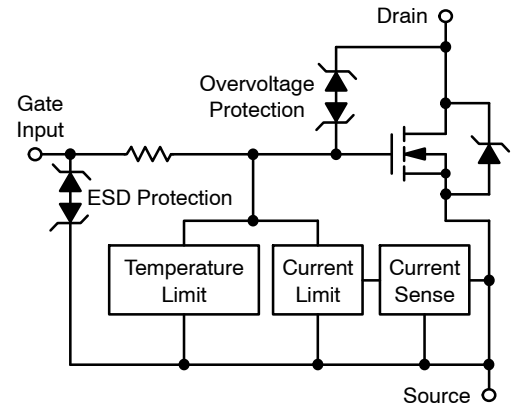 Drain
Overvoltage
Protection
Gate
Input
ESD Protection
Temperature
Limit
Current
Limit
Current
Sense
Source